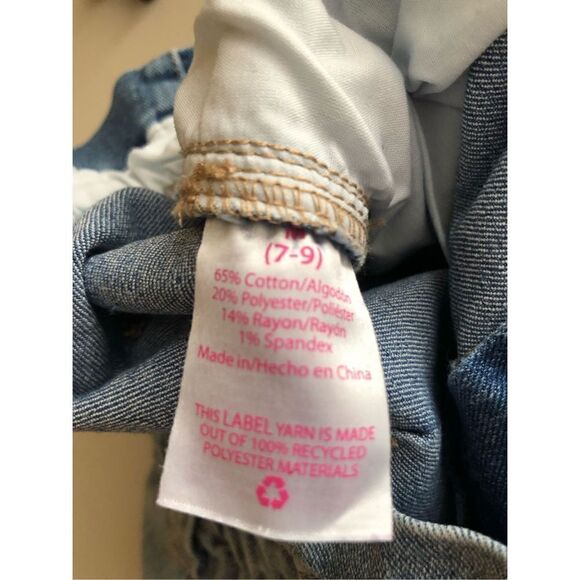 M
(7-9)
65% Cotton/Algodón
20% Polyester/Poliéster
14% Rayon/Rayón
1% Spandex
Made in/Hecho en China
THIS LABEL YARN IS MADE
OUT OF 100% RECYCLED
POLYESTER MATERIALS